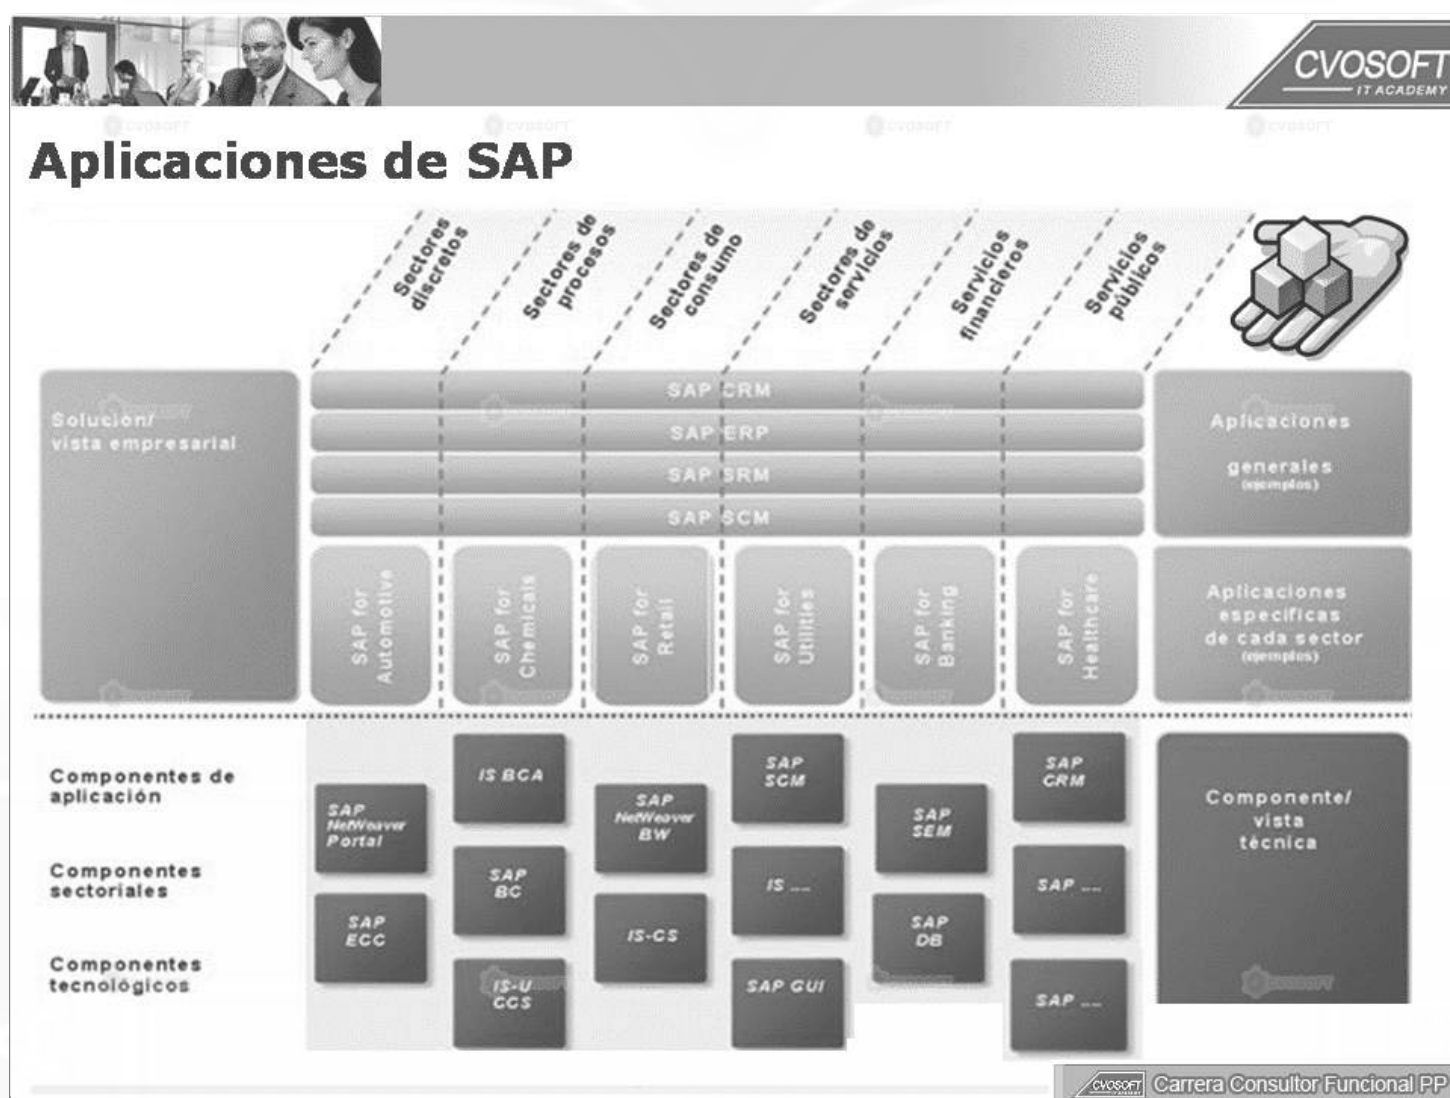 CVOSOFT
IT ACADEMY
Aplicaciones de SAP
Sectores
discretos
Sectores de
procesos
Sectores de
consumo
Sectores de
servicios
Servicios
financieros
Servicios
públicos
Solución/
vista empresarial
SAP CRM
SAP ERP
SAP SRM
SAP SCM
Aplicaciones
generales
(ejemplos)
SAP for
Automotive
SAP for
Chemicals
SAP for
Retail
SAP for
Utilities
SAP for
Banking
SAP for
Healthcare
Aplicaciones
específicas
de cada sector
(ejemplos)
Componentes de
aplicación
Componentes
sectoriales
Componentes
tecnológicos
SAP
NetWeaver
Portal
SAP
ECC
IS BCA
SAP
BC
IS-U
CCS
SAP
NetWeaver
BW
IS-CS
SAP
SCM
IS ....
SAP GUI
SAP
SEM
SAP
DB
SAP
CRM
SAP ....
SAP ....
Componente/
vista
técnica
CVOSOFT
Carrera Consultor Funcional PP